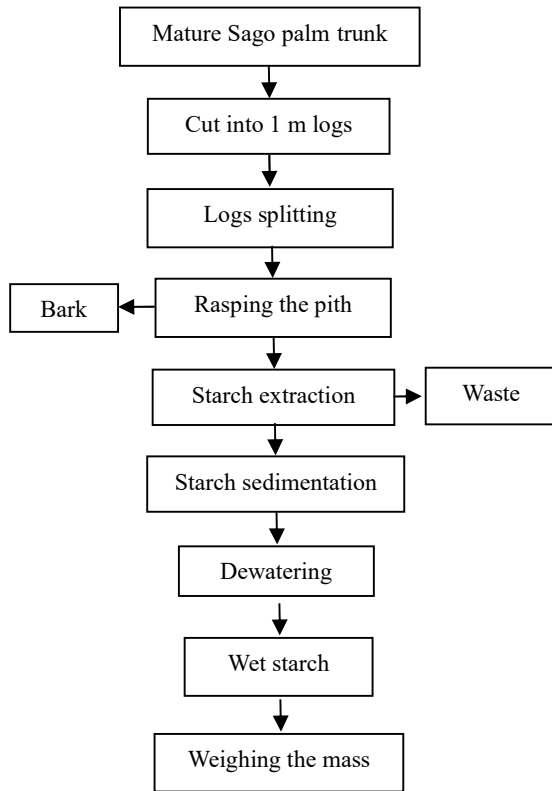 Mature Sago palm trunk
Cut into 1 m logs
Logs splitting
Bark
Rasping the pith
Starch extraction
Waste
Starch sedimentation
Dewatering
Wet starch
Weighing the mass